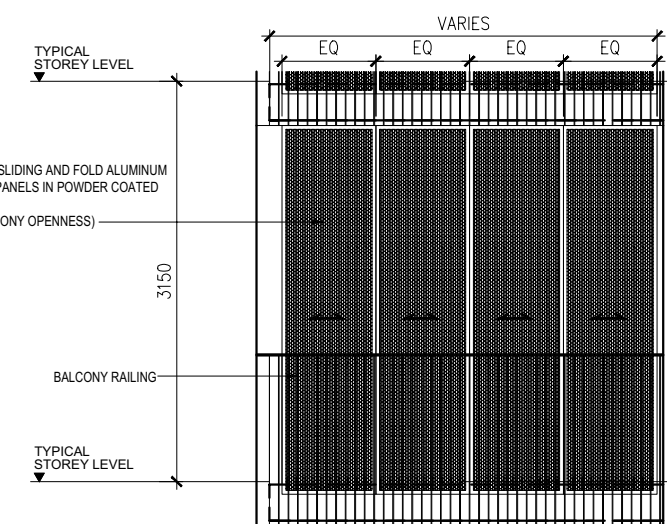 VARIES
EQ EQ EQ EQ
TYPICAL
STOREY LEVEL
SLIDING AND FOLD ALUMINUM
PANELS IN POWDER COATED
ONY OPENNESS)
3150
BALCONY RAILING
TYPICAL
STOREY LEVEL